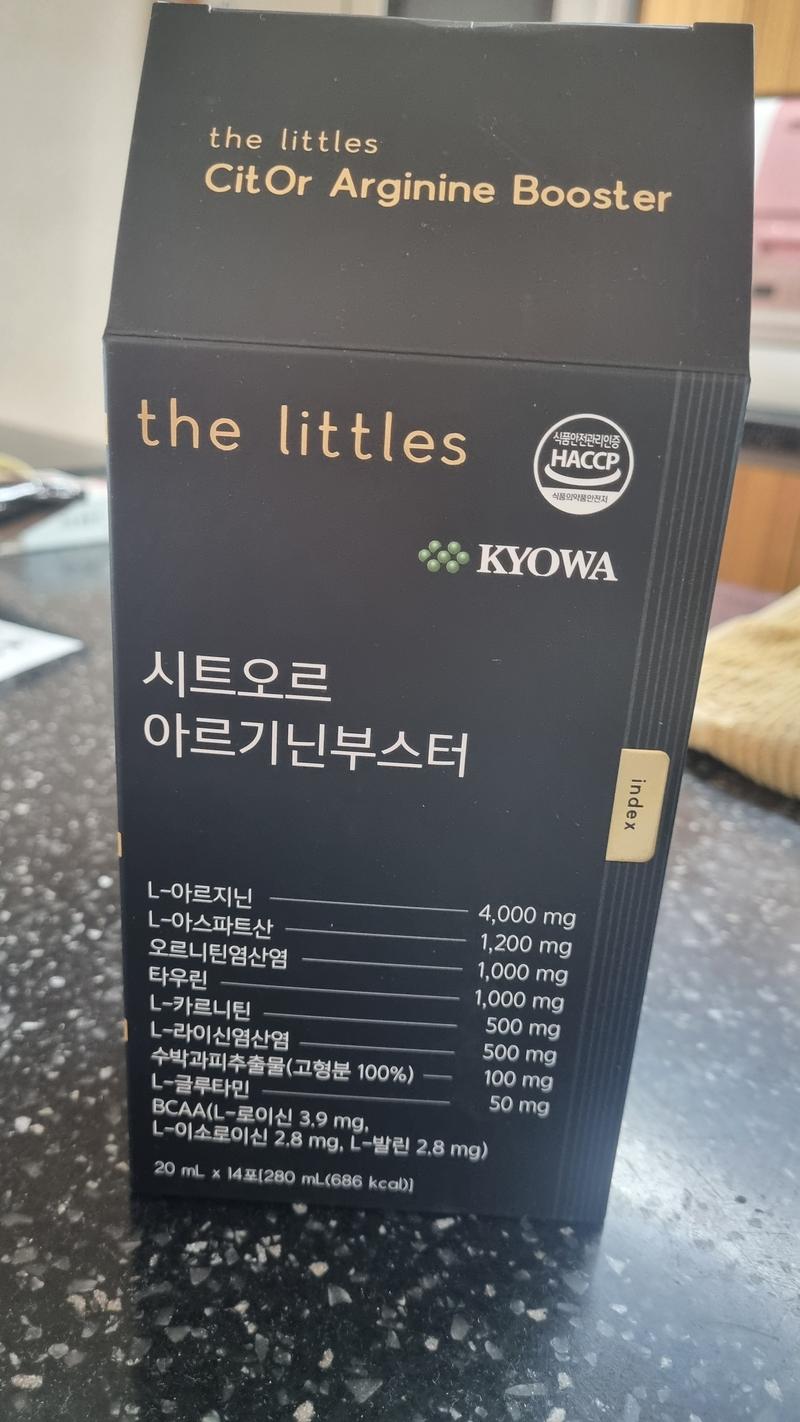 the littles
CitOr Arginine Booster
the littles
식품안전관리인증
HACCP
식품의약품안전처
KYOWA
시트오르
아르기닌부스터
index
L-아르지닌 4,000 mg
L-아스파트산 1,200 mg
오르니틴염산염 1,000 mg
타우린 1,000 mg
L-카르니틴 500 mg
L-라이신염산염 500 mg
수박과피추출물(고형분 100%) 100 mg
L-글루타민 50 mg
BCAA(L-로이신 3.9 mg,
L-이소로이신 2.8 mg, L-발린 2.8 mg)
20 mL x 14포[280 mL(686 kcal)]